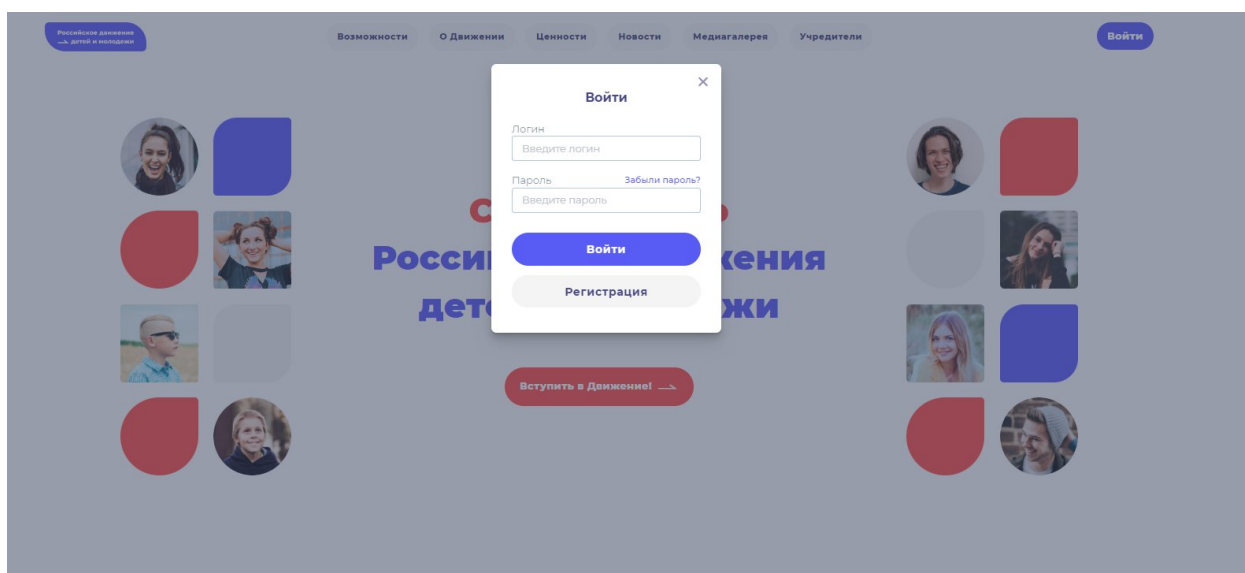 Российское движение
детей и молодежи
Возможности
О Движении
Ценности
Новости
Медиагалерея
Учредители
Войти
Войти
Логин
Введите логин
Пароль
Забыли пароль?
Введите пароль
Войти
Регистрация
Вступить в Движение!